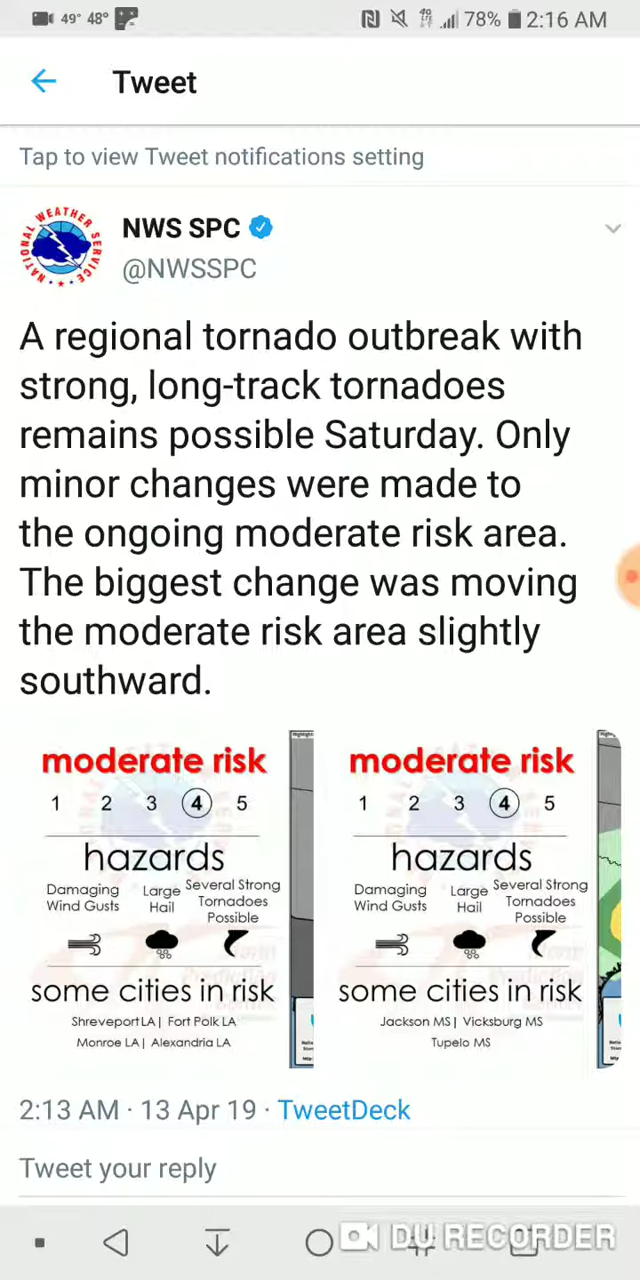 49° 48°
78% 2:16 AM
Tweet
Tap to view Tweet notifications setting
NATIONAL WEATHER SERVICE
NWS SPC
@NWSSPC
A regional tornado outbreak with
strong, long-track tornadoes
remains possible Saturday. Only
minor changes were made to
the ongoing moderate risk area.
The biggest change was moving
the moderate risk area slightly
southward.
moderate risk
1 2 3 4 5
hazards
Damaging
Wind Gusts
Large
Hail
Several Strong
Tornadoes
Possible
some cities in risk
Shreveport LA | Fort Polk LA
Monroe LA | Alexandria LA
moderate risk
1 2 3 4 5
hazards
Damaging
Wind Gusts
Large
Hail
Several Strong
Tornadoes
Possible
some cities in risk
Jackson MS | Vicksburg MS
Tupelo MS
2:13 AM · 13 Apr 19 · TweetDeck
Tweet your reply
DU RECORDER